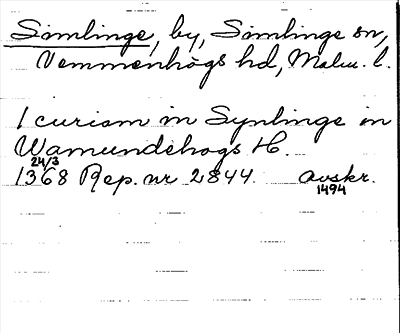 Sömlinge, by, Sömlinge sn,
Vemmenhögs hd, Malm. l.
1 curiam in Synlinge in
Wamundehogs H.
24/3
1368 Rep. nr 2844. avskr.
1494